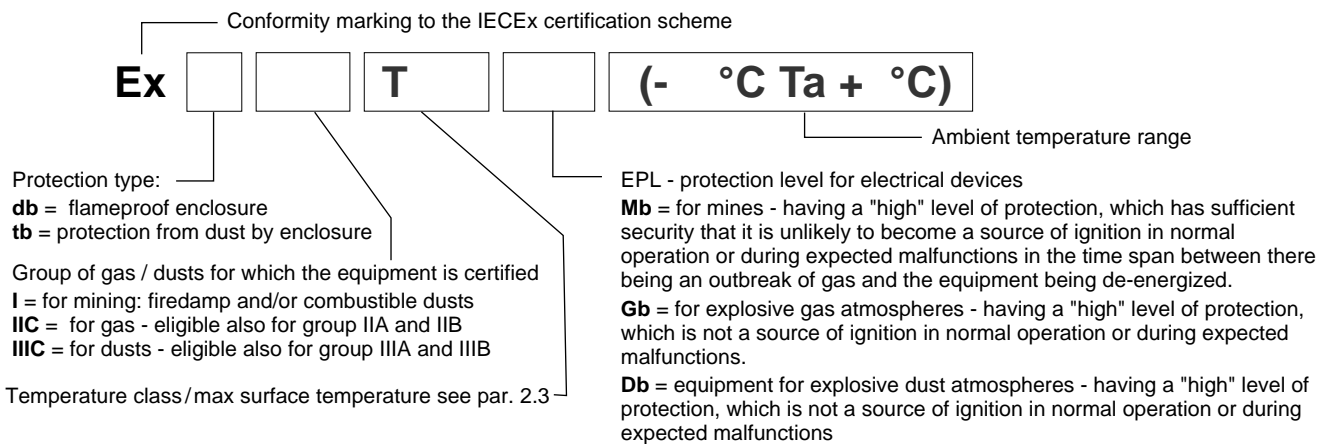 Conformity marking to the IECEx certification scheme
Ex T (- °C Ta + °C)
Ambient temperature range
Protection type:
db = flameproof enclosure
tb = protection from dust by enclosure
Group of gas / dusts for which the equipment is certified
I = for mining: firedamp and/or combustible dusts
IIC = for gas - eligible also for group IIA and IIB
IIIC = for dusts - eligible also for group IIIA and IIIB
Temperature class/max surface temperature see par. 2.3
EPL - protection level for electrical devices
Mb = for mines - having a "high" level of protection, which has sufficient
security that it is unlikely to become a source of ignition in normal
operation or during expected malfunctions in the time span between there
being an outbreak of gas and the equipment being de-energized.
Gb = for explosive gas atmospheres - having a "high" level of protection,
which is not a source of ignition in normal operation or during expected
malfunctions.
Db = equipment for explosive dust atmospheres - having a "high" level of
protection, which is not a source of ignition in normal operation or during
expected malfunctions